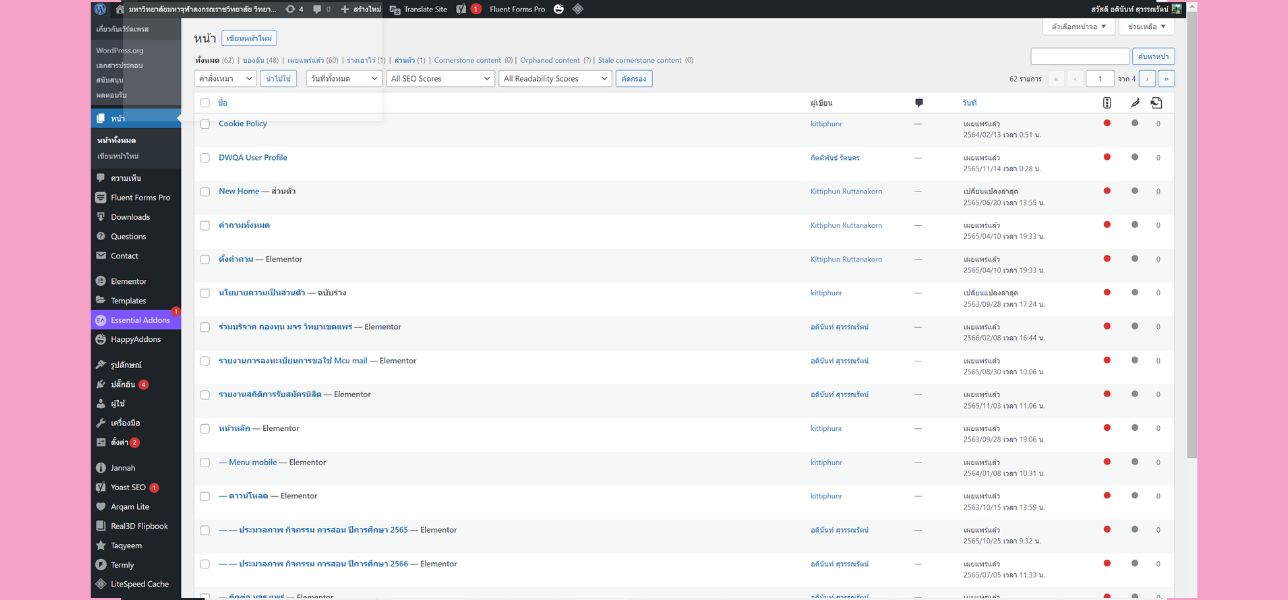 มหาวิทยาลัยมหาจุฬาลงกรณราชวิทยาลัย วิทยา... 4 0 สร้างใหม่ Translate Site 1 Fluent Forms Pro สวัสดี อตินันท์ สุวรรณรัตน์
เกี่ยวกับเวิร์ดเพรส
WordPress.org
เอกสารประกอบ
สนับสนุน
ผลตอบรับ
หน้า
หน้าทั้งหมด
เขียนหน้าใหม่
ความเห็น
Fluent Forms Pro
Downloads
Questions
Contact
Elementor
Templates
Essential Addons 1
HappyAddons
รูปลักษณ์
ปลั๊กอิน 4
ผู้ใช้
เครื่องมือ
ตั้งค่า 2
Jannah
Yoast SEO 1
Arqam Lite
Real3D Flipbook
Taqyeem
Termly
LiteSpeed Cache
ตัวเลือกหน้าจอ ▼ ช่วยเหลือ ▼
หน้า เขียนหน้าใหม่
ทั้งหมด (62) | ของฉัน (48) | เผยแพร่แล้ว (60) | ร่างเอาไว้ (1) | ส่วนตัว (1) | Cornerstone content (0) | Orphaned content (7) | Stale cornerstone content (0)
ค้นหาหน้า
คำสั่งเหมา นำไปใช้ วันที่ทั้งหมด All SEO Scores All Readability Scores คัดกรอง 62 รายการ « ‹ 1 จาก 4 › »
ชื่อ ผู้เขียน วันที่
Cookie Policy kittiphunr — เผยแพร่แล้ว 0
2564/02/13 เวลา 0:51 น.
DWQA User Profile กิตติพันธ์ รัตนกร — เผยแพร่แล้ว 0
2565/11/14 เวลา 0:28 น.
New Home — ส่วนตัว Kittiphun Ruttanakorn — เปลี่ยนแปลงล่าสุด 0
2565/06/20 เวลา 13:55 น.
คำถามทั้งหมด Kittiphun Ruttanakorn — เผยแพร่แล้ว 0
2565/04/10 เวลา 19:33 น.
ตั้งคำถาม — Elementor Kittiphun Ruttanakorn — เผยแพร่แล้ว 0
2565/04/10 เวลา 19:33 น.
นโยบายความเป็นส่วนตัว — ฉบับร่าง kittiphunr — เปลี่ยนแปลงล่าสุด 0
2563/09/28 เวลา 17:24 น.
ร่วมบริจาค กองทุน มจร วิทยาเขตแพร่ — Elementor อตินันท์ สุวรรณรัตน์ — เผยแพร่แล้ว 0
2566/02/08 เวลา 16:44 น.
รายงานการลงทะเบียนการขอใช้ Mcu mail — Elementor อตินันท์ สุวรรณรัตน์ — เผยแพร่แล้ว 0
2565/08/30 เวลา 10:06 น.
รายงานสถิติการรับสมัครนิสิต — Elementor อตินันท์ สุวรรณรัตน์ — เผยแพร่แล้ว 0
2565/11/03 เวลา 11:06 น.
หน้าหลัก — Elementor kittiphunr — เผยแพร่แล้ว 0
2563/09/28 เวลา 19:06 น.
— Menu mobile — Elementor kittiphunr — เผยแพร่แล้ว 0
2564/01/08 เวลา 10:31 น.
— ดาวน์โหลด — Elementor kittiphunr — เผยแพร่แล้ว 0
2563/10/15 เวลา 13:59 น.
— — ประมวลภาพ กิจกรรม การสอน ปีการศึกษา 2565 — Elementor อตินันท์ สุวรรณรัตน์ — เผยแพร่แล้ว 0
2565/10/25 เวลา 9:32 น.
— — ประมวลภาพ กิจกรรม การสอน ปีการศึกษา 2566 — Elementor อตินันท์ สุวรรณรัตน์ — เผยแพร่แล้ว 0
2565/07/05 เวลา 11:33 น.